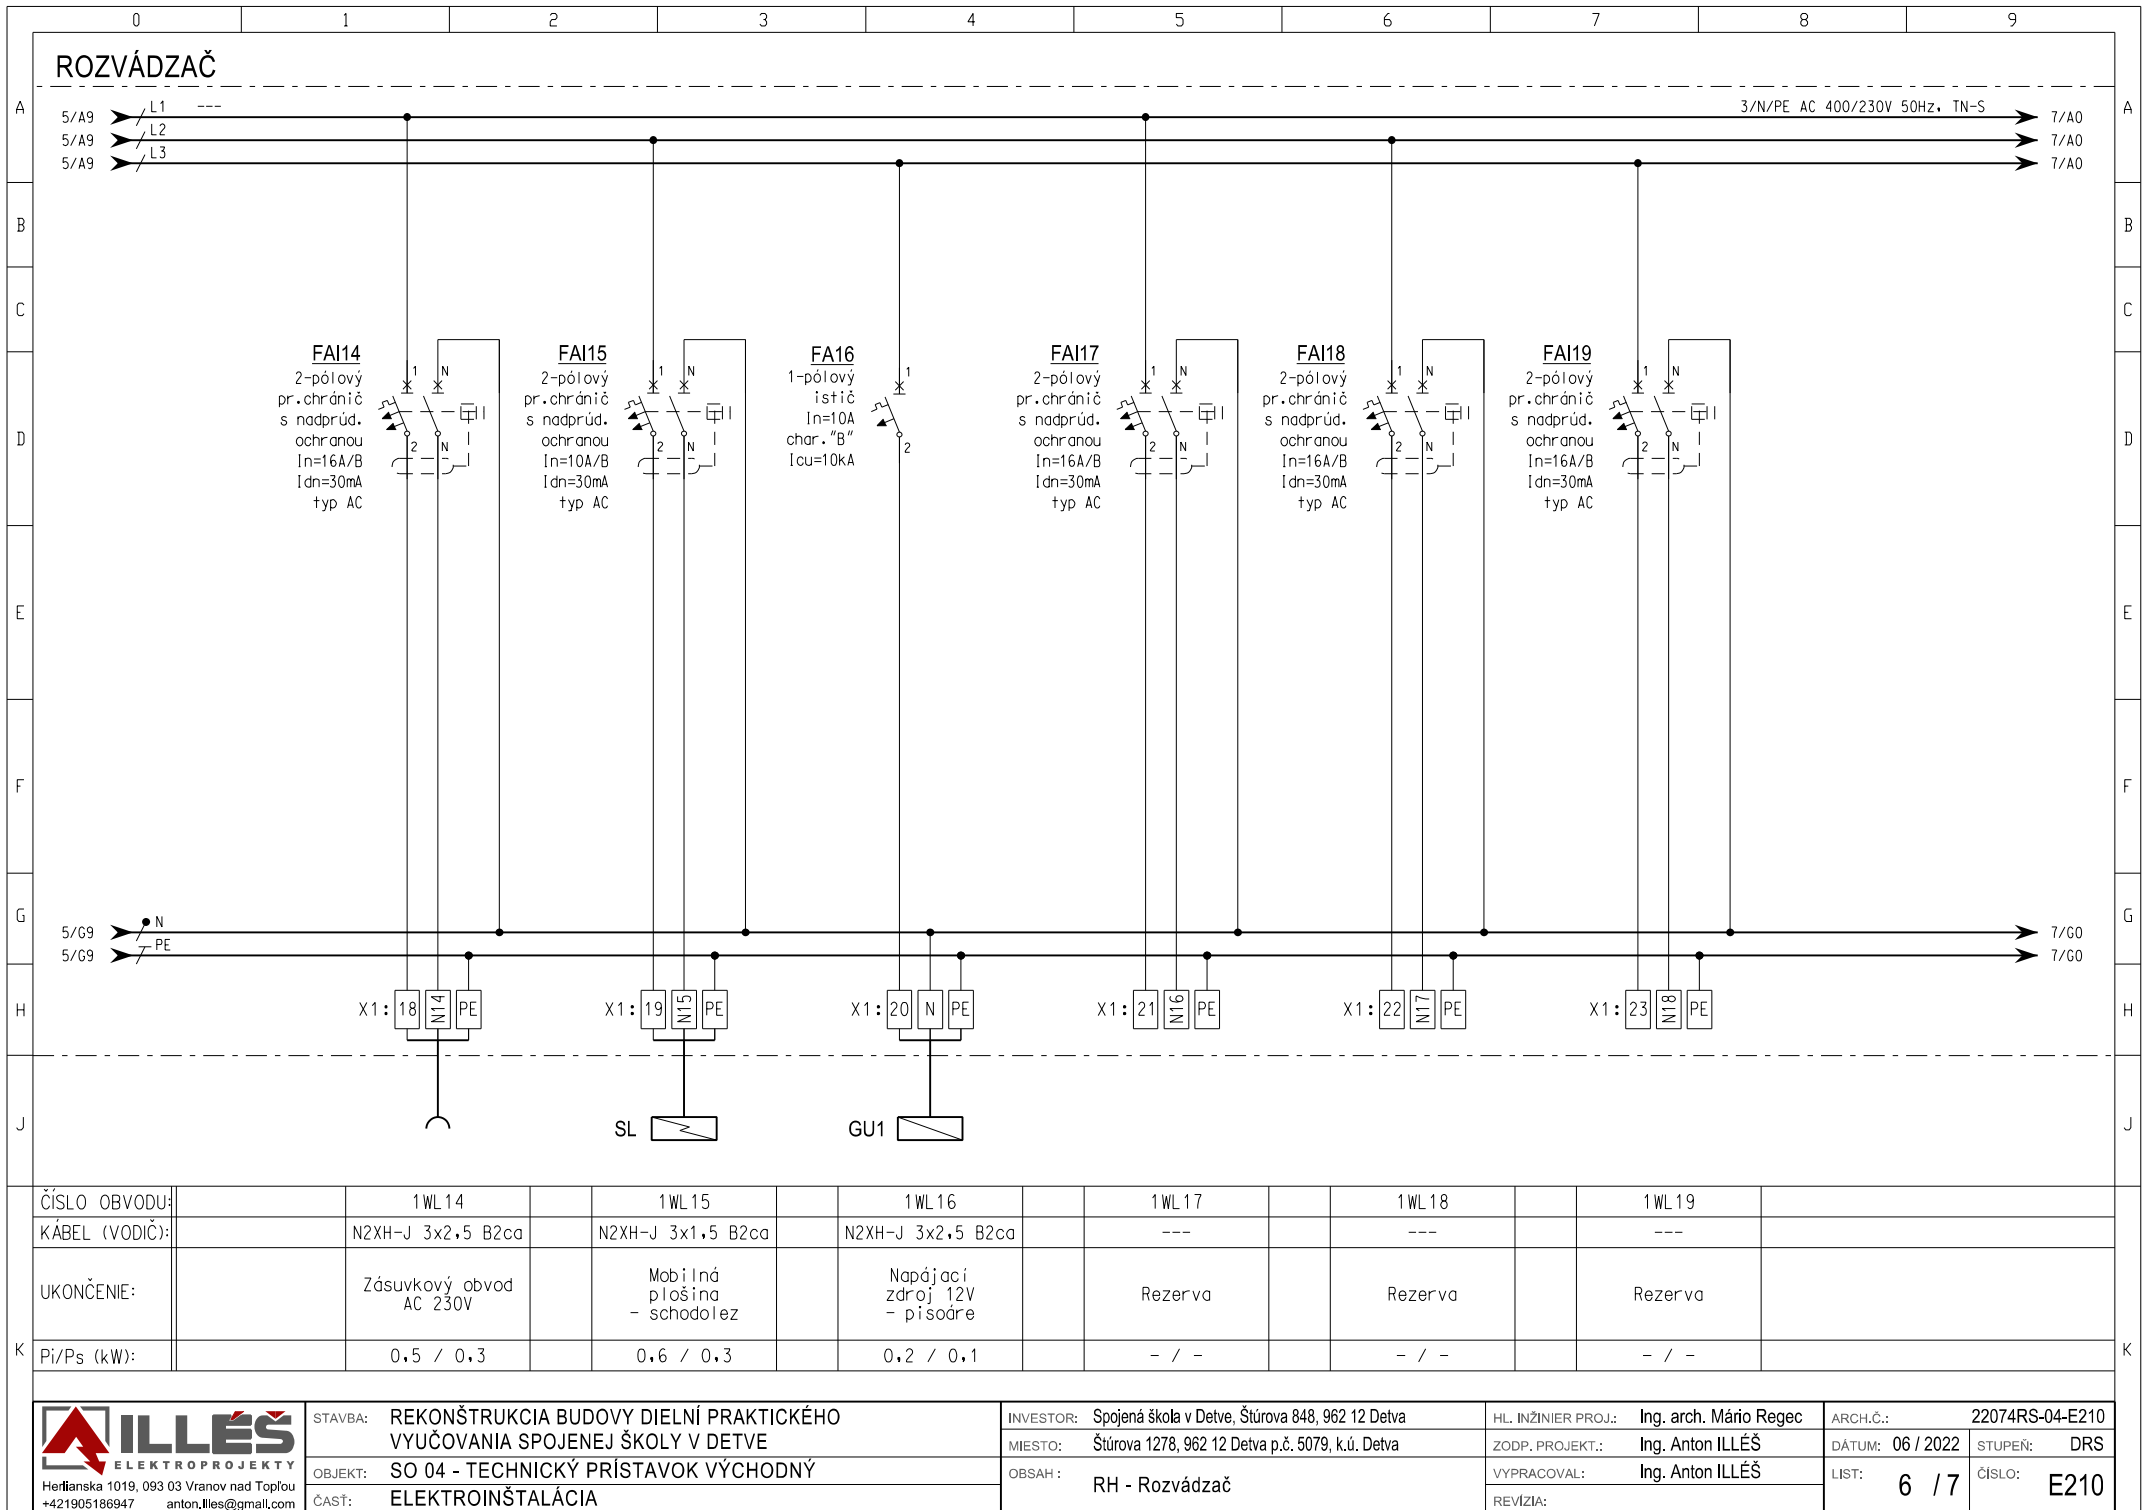 0 1 2 3 4 5 6 7 8 9
ROZVÁDZAČ
A A
5/A9 L1 --- 3/N/PE AC 400/230V 50Hz, TN-S 7/A0
5/A9 L2 7/A0
5/A9 L3 7/A0
B B
C C
D D
FAI14
2-pólový
pr.chránič
s nadprúd.
ochranou
In=16A/B
Idn=30mA
typ AC
1 N
2 N
FAI15
2-pólový
pr.chránič
s nadprúd.
ochranou
In=10A/B
Idn=30mA
typ AC
1 N
2 N
FA16
1-pólový
istič
In=10A
char."B"
Icu=10kA
1
2
FAI17
2-pólový
pr.chránič
s nadprúd.
ochranou
In=16A/B
Idn=30mA
typ AC
1 N
2 N
FAI18
2-pólový
pr.chránič
s nadprúd.
ochranou
In=16A/B
Idn=30mA
typ AC
1 N
2 N
FAI19
2-pólový
pr.chránič
s nadprúd.
ochranou
In=16A/B
Idn=30mA
typ AC
1 N
2 N
E E
F F
G G
5/G9 N 7/G0
5/G9 PE 7/G0
H H
X1: 18 N14 PE X1: 19 N15 PE X1: 20 N PE X1: 21 N16 PE X1: 22 N17 PE X1: 23 N18 PE
J J
SL GU1
ČÍSLO OBVODU: 1WL14 1WL15 1WL16 1WL17 1WL18 1WL19
KÁBEL (VODIČ): N2XH-J 3x2,5 B2ca N2XH-J 3x1,5 B2ca N2XH-J 3x2,5 B2ca --- --- ---
UKONČENIE:
Zásuvkový obvod
AC 230V
Mobilná
plošina
- schodolez
Napájací
zdroj 12V
- pisoáre
Rezerva Rezerva Rezerva
K K
Pi/Ps (kW): 0,5 / 0,3 0,6 / 0,3 0,2 / 0,1 - / - - / - - / -
ILLÉŠ
ELEKTROPROJEKTY
Herlianska 1019, 093 03 Vranov nad Topľou
+421905186947 anton.illes@gmail.com
STAVBA: REKONŠTRUKCIA BUDOVY DIELNÍ PRAKTICKÉHO
VYUČOVANIA SPOJENEJ ŠKOLY V DETVE
OBJEKT: SO 04 - TECHNICKÝ PRÍSTAVOK VÝCHODNÝ
ČASŤ: ELEKTROINŠTALÁCIA
INVESTOR: Spojená škola v Detve, Štúrova 848, 962 12 Detva
MIESTO: Štúrova 1278, 962 12 Detva p.č. 5079, k.ú. Detva
OBSAH : RH - Rozvádzač
HL. INŽINIER PROJ.: Ing. arch. Mário Regec
ZODP. PROJEKT.: Ing. Anton ILLÉŠ
VYPRACOVAL: Ing. Anton ILLÉŠ
REVÍZIA:
ARCH.Č.: 22074RS-04-E210
DÁTUM: 06 / 2022 STUPEŇ: DRS
LIST: 6 / 7 ČÍSLO: E210